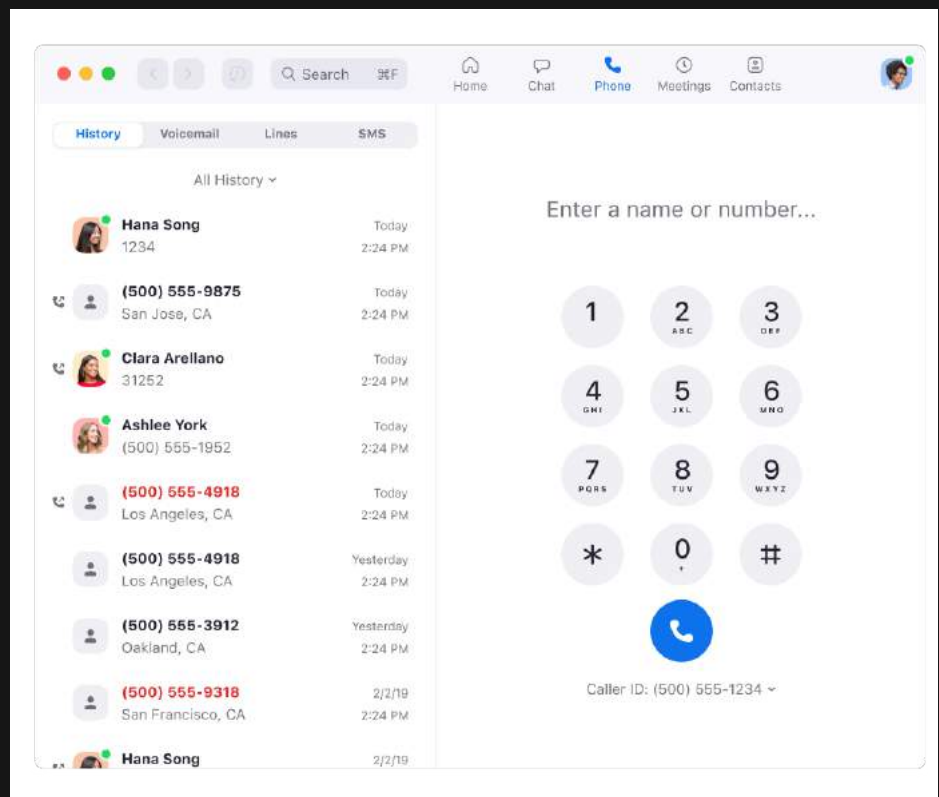 Search ⌘F
Home
Chat
Phone
Meetings
Contacts
History Voicemail Lines SMS
All History
Hana Song Today
1234 2:24 PM
(500) 555-9875 Today
San Jose, CA 2:24 PM
Clara Arellano Today
31252 2:24 PM
Ashlee York Today
(500) 555-1952 2:24 PM
(500) 555-4918 Today
Los Angeles, CA 2:24 PM
(500) 555-4918 Yesterday
Los Angeles, CA 2:24 PM
(500) 555-3912 Yesterday
Oakland, CA 2:24 PM
(500) 555-9318 2/2/19
San Francisco, CA 2:24 PM
Hana Song 2/2/19
Enter a name or number...
1 2 3
ABC DEF
4 5 6
GHI JKL MNO
7 8 9
PQRS TUV WXYZ
* 0 #
+
Caller ID: (500) 555-1234